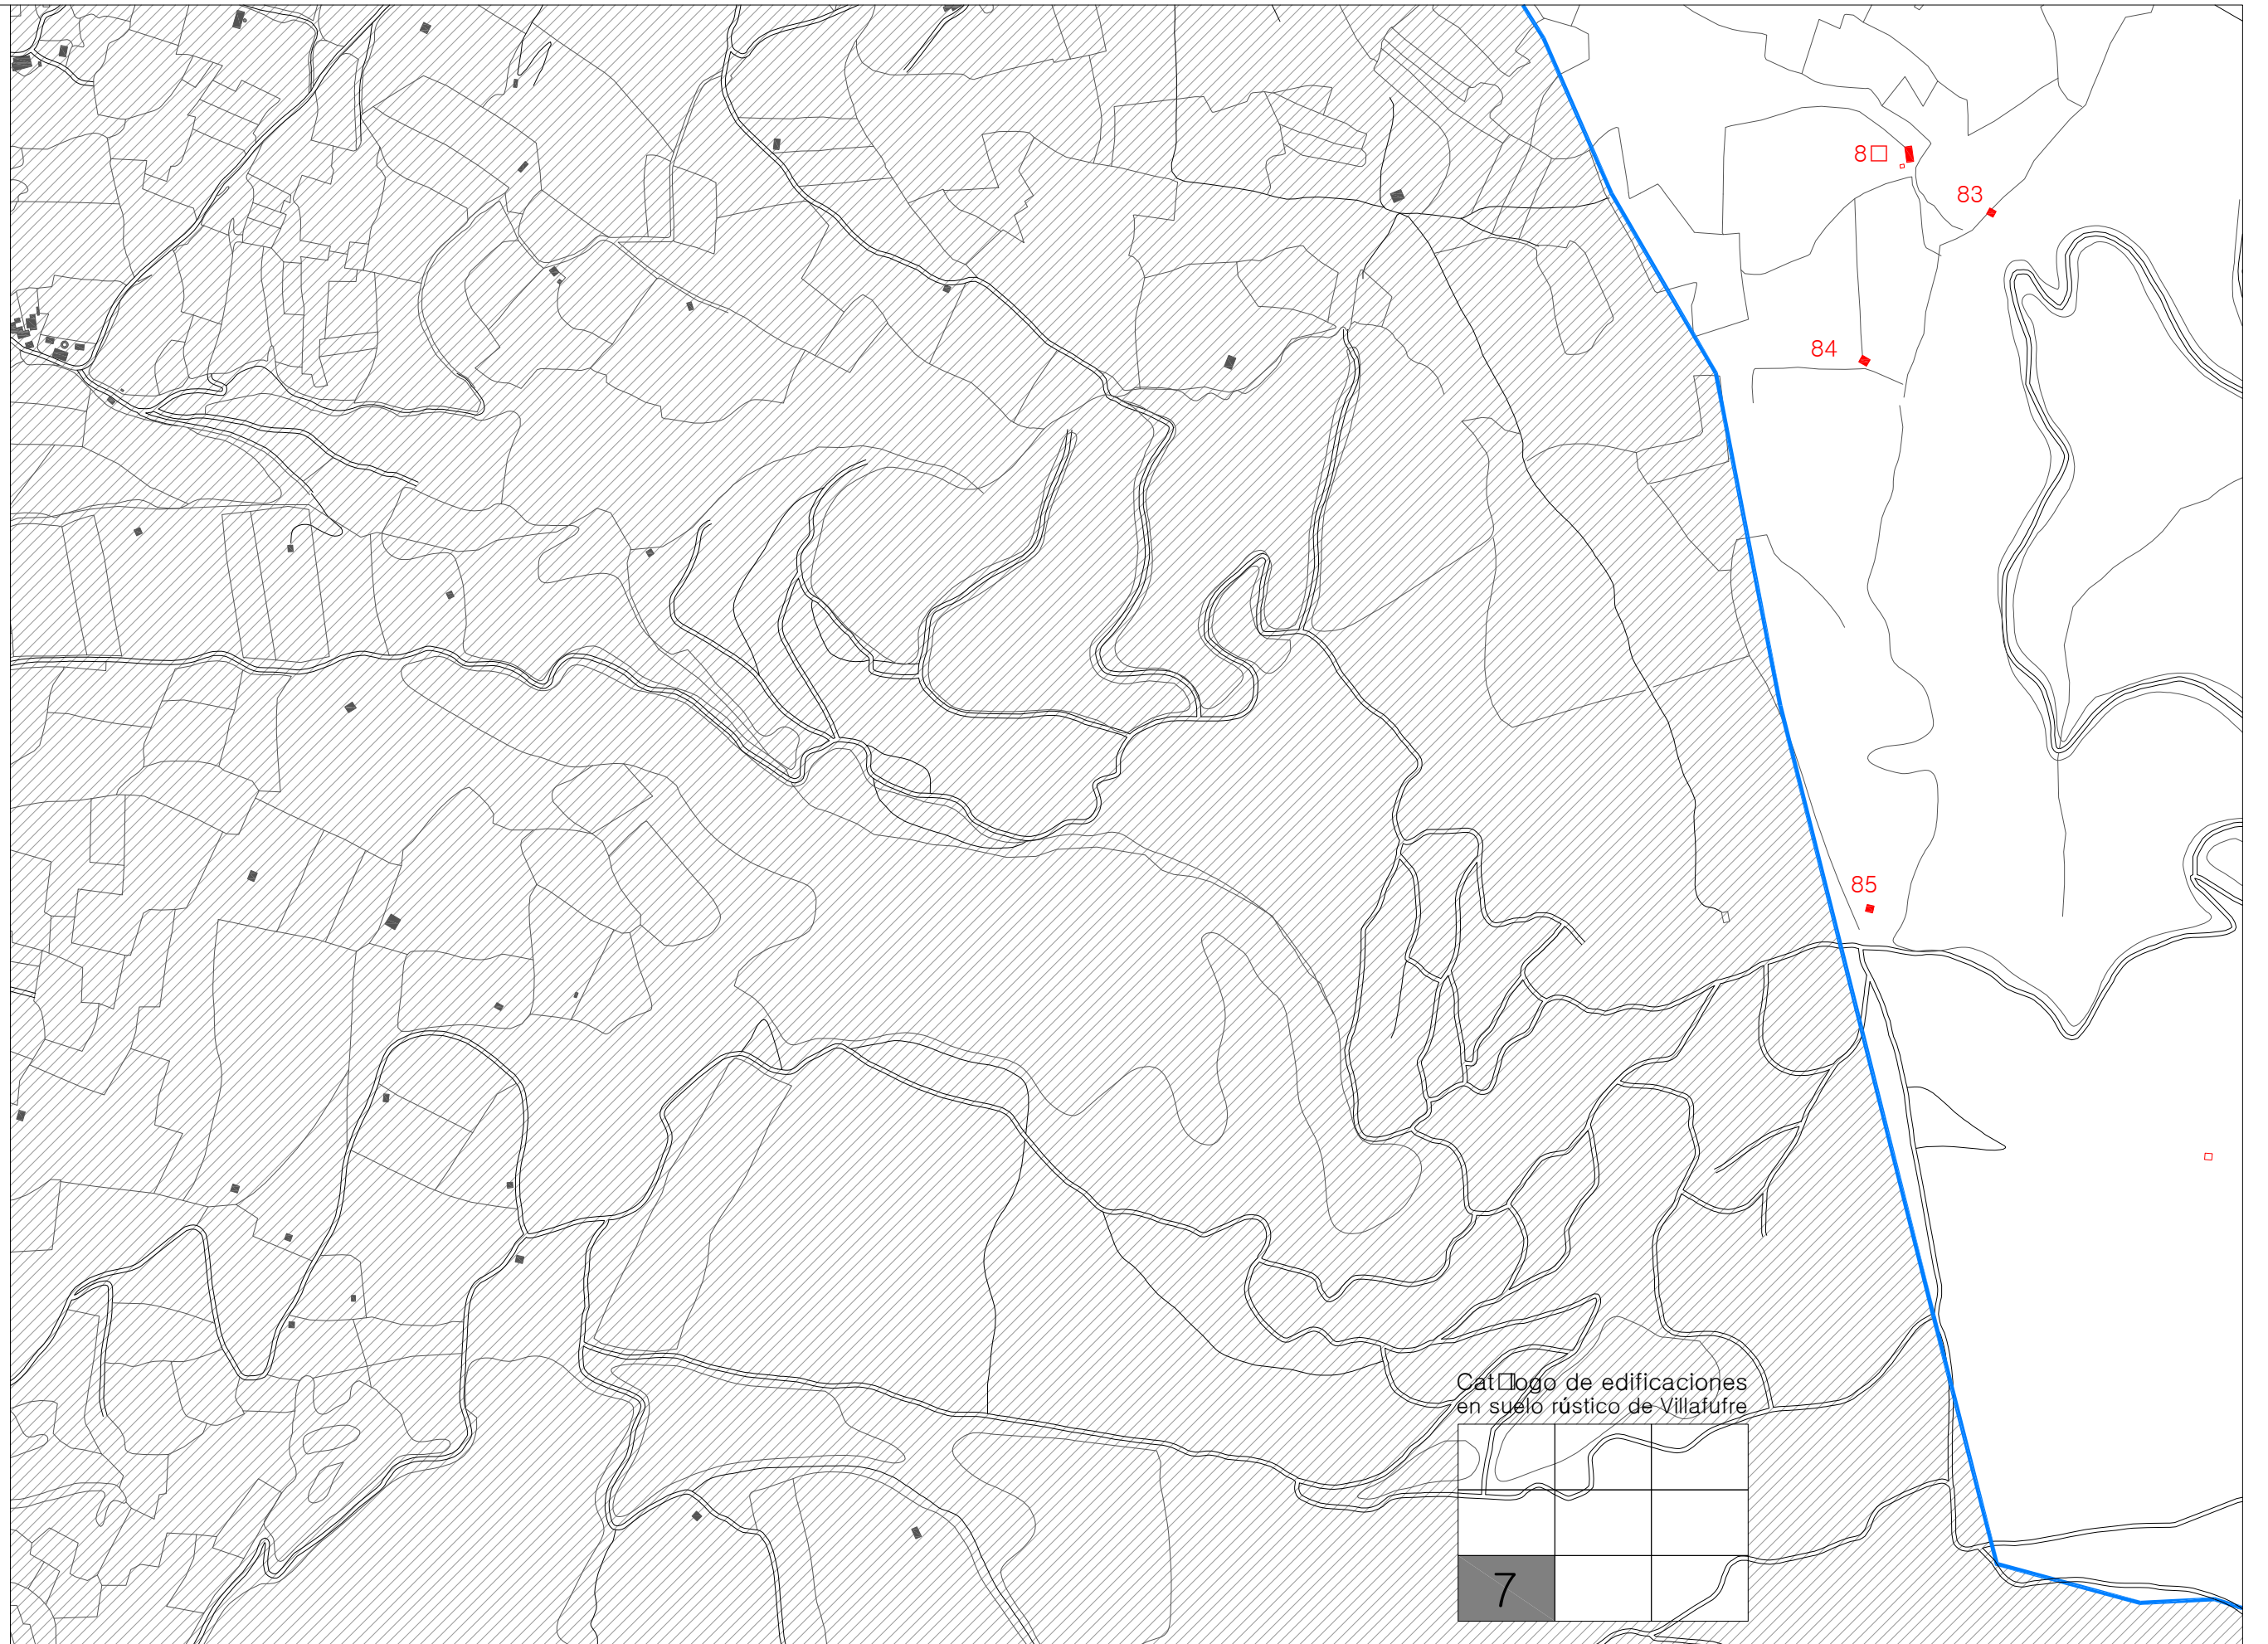 8□
83
84
85
Cat□logo de edificaciones
en suelo rústico de Villafufre
7